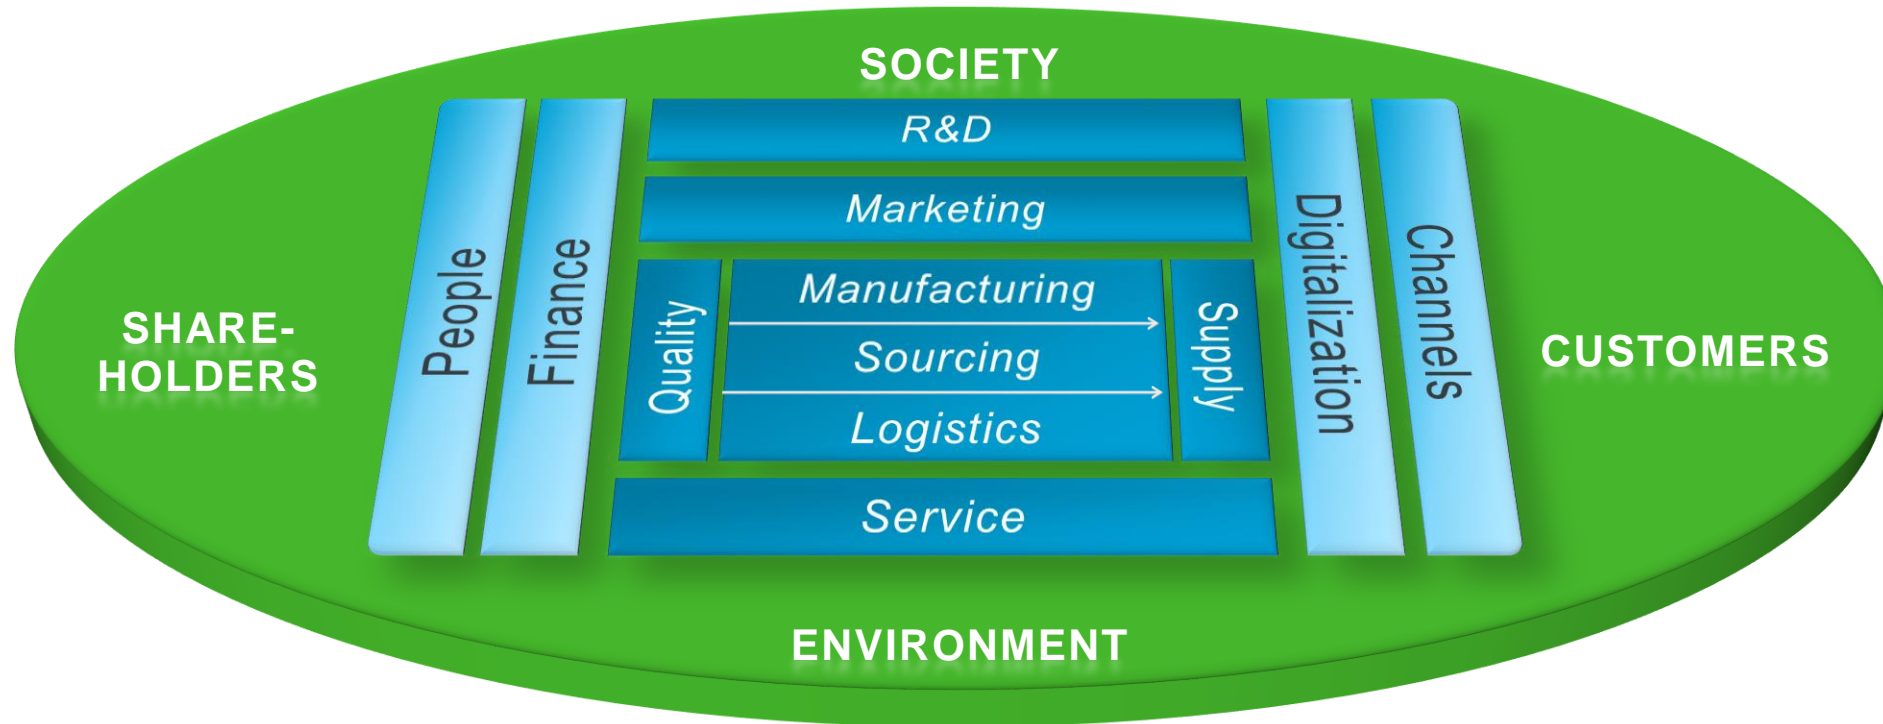 SOCIETY
R&D
Marketing
People
Finance
Quality
Manufacturing
Sourcing
Logistics
Supply
Digitalization
Channels
SHARE-
HOLDERS
CUSTOMERS
Service
ENVIRONMENT